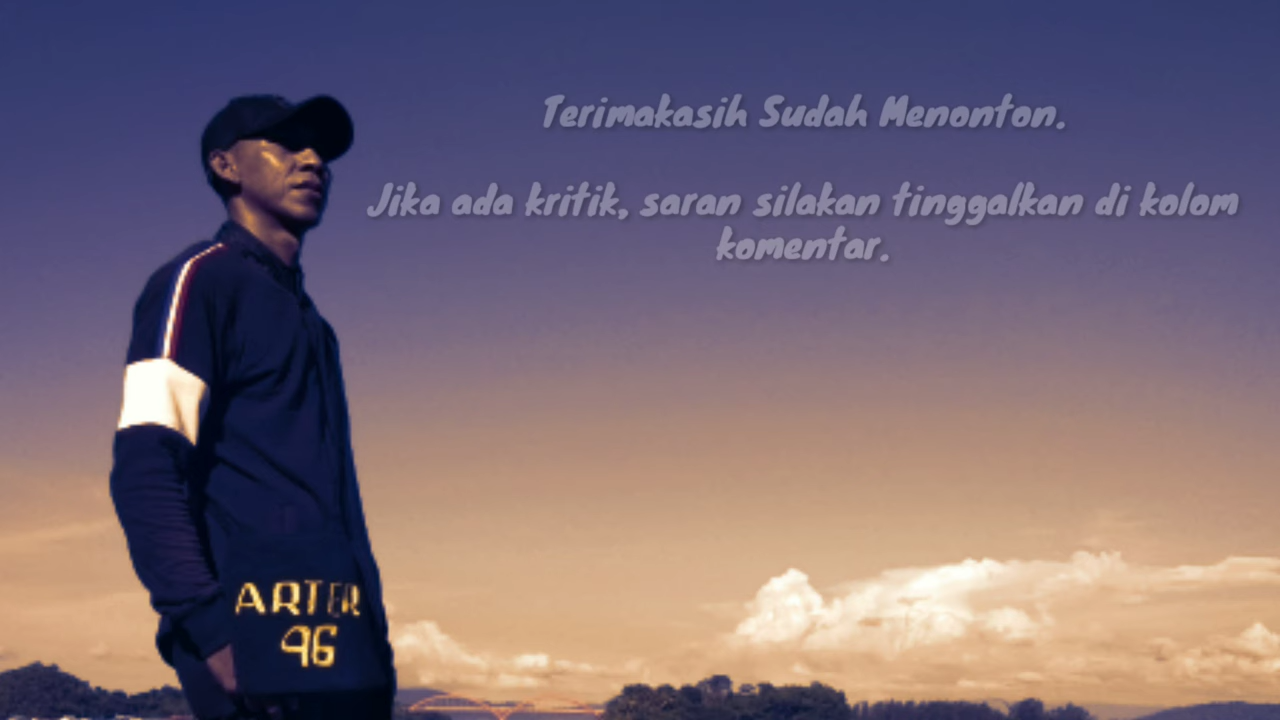 Terimakasih Sudah Menonton.
Jika ada kritik, saran silakan tinggalkan di kolom
komentar.
ARTER
96